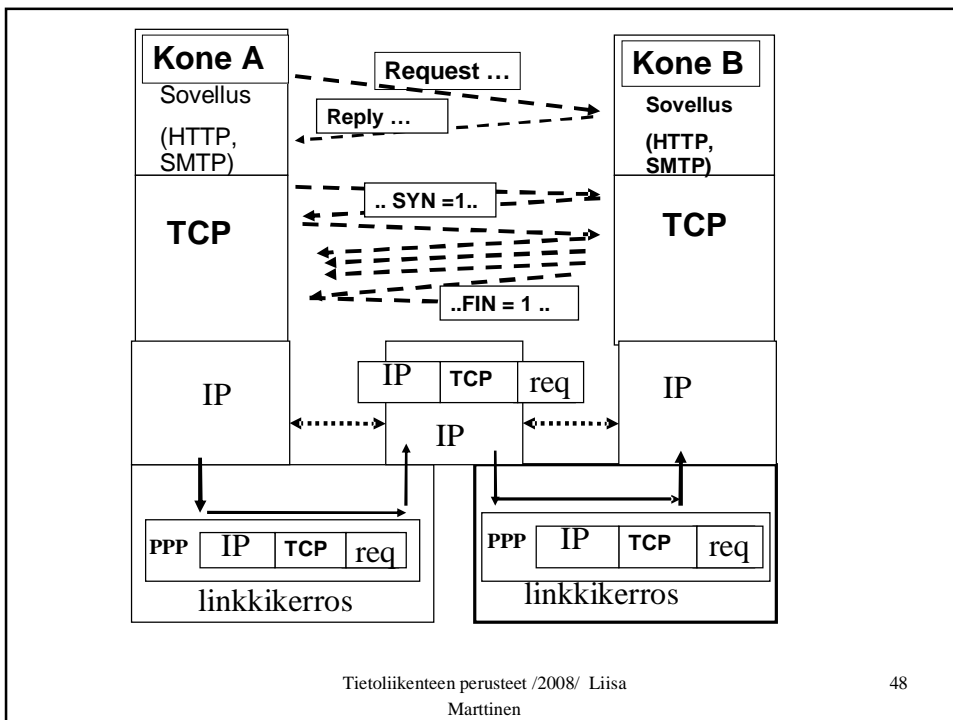 Kone A
Sovellus
(HTTP,
SMTP)
Request …
Reply …
Kone B
Sovellus
(HTTP,
SMTP)
TCP
.. SYN =1..
..FIN = 1 ..
TCP
IP
IP TCP req
IP
IP
PPP IP TCP req
linkkikerros
PPP IP TCP req
linkkikerros
Tietoliikenteen perusteet /2008/ Liisa
Marttinen
48